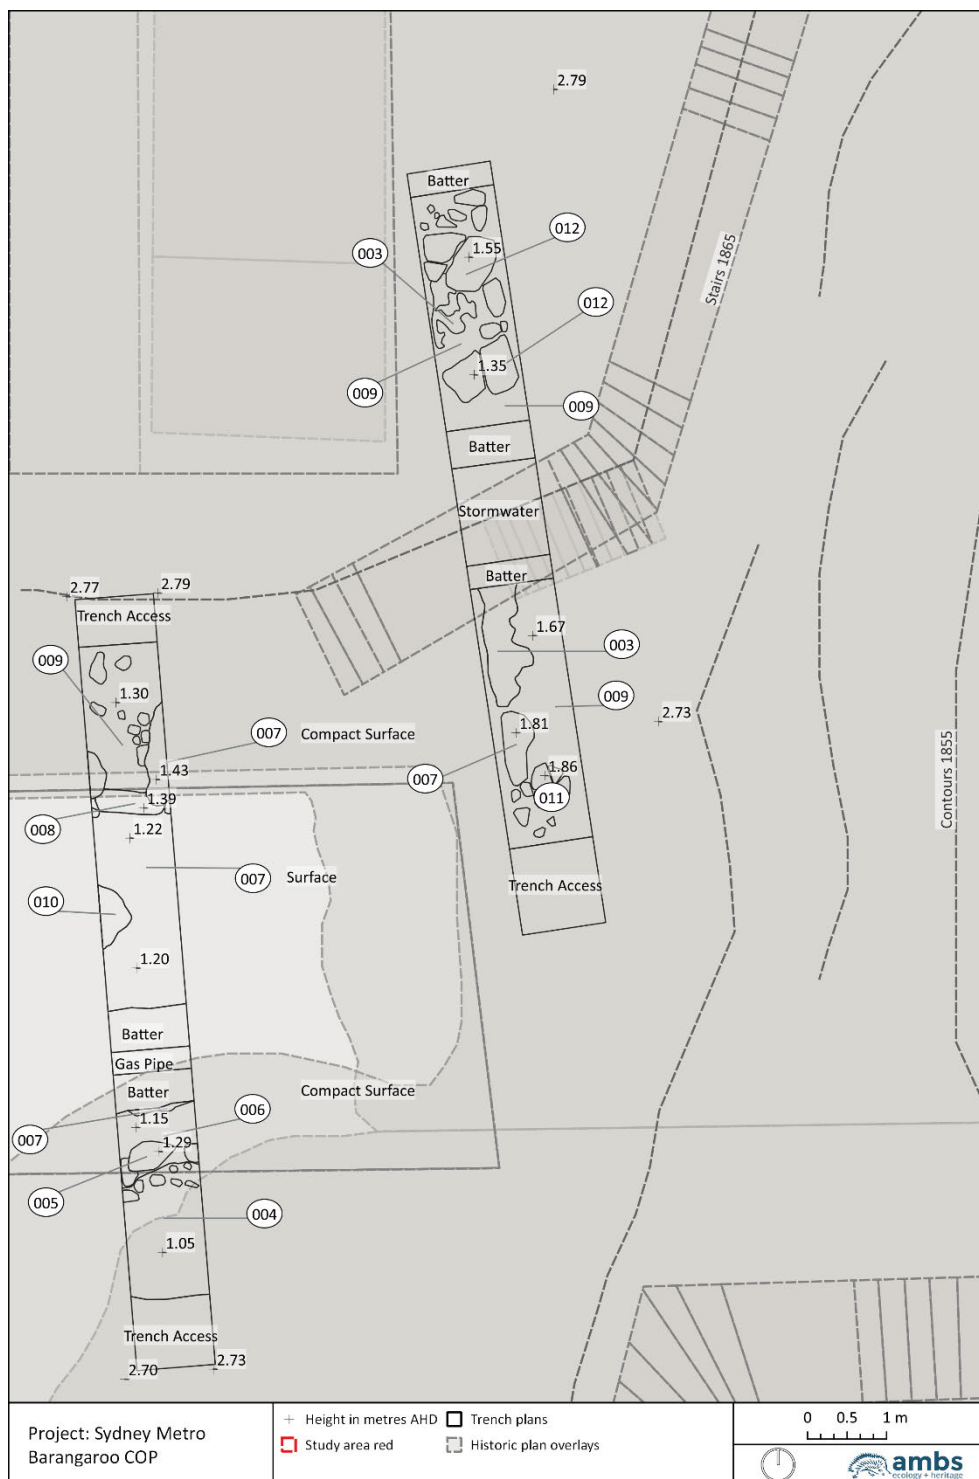 2.79
Batter
012
003
1.55
Stairs 1865
012
1.35
009
009
Batter
Stormwater
Batter
2.77
2.79
Trench Access
1.67
003
009
1.30
009
2.73
007
Compact Surface
1.81
1.43
007
1.86
011
1.39
008
1.22
Contours 1855
007
Surface
Trench Access
010
1.20
Batter
Gas Pipe
Batter
Compact Surface
006
1.15
007
1.29
005
004
1.05
Trench Access
2.70
2.73
Project: Sydney Metro
Barangaroo COP
Height in metres AHD
Trench plans
Study area red
Historic plan overlays
0 0.5 1 m
ambs
ecology + heritage